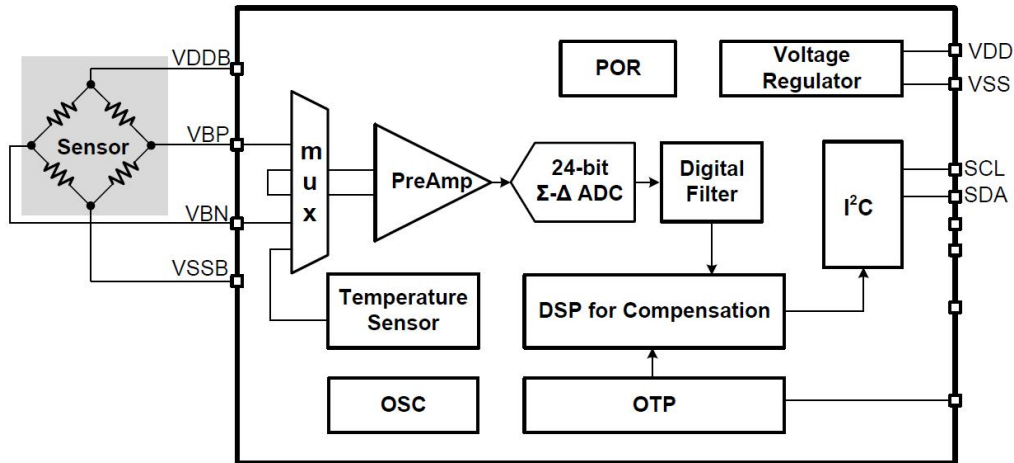 VDDB
POR
Voltage
Regulator
VDD
VSS
Sensor
VBP
VBN
VSSB
m
u
x
PreAmp
24-bit
Σ-Δ ADC
Digital
Filter
I²C
SCL
SDA
Temperature
Sensor
DSP for Compensation
OSC
OTP